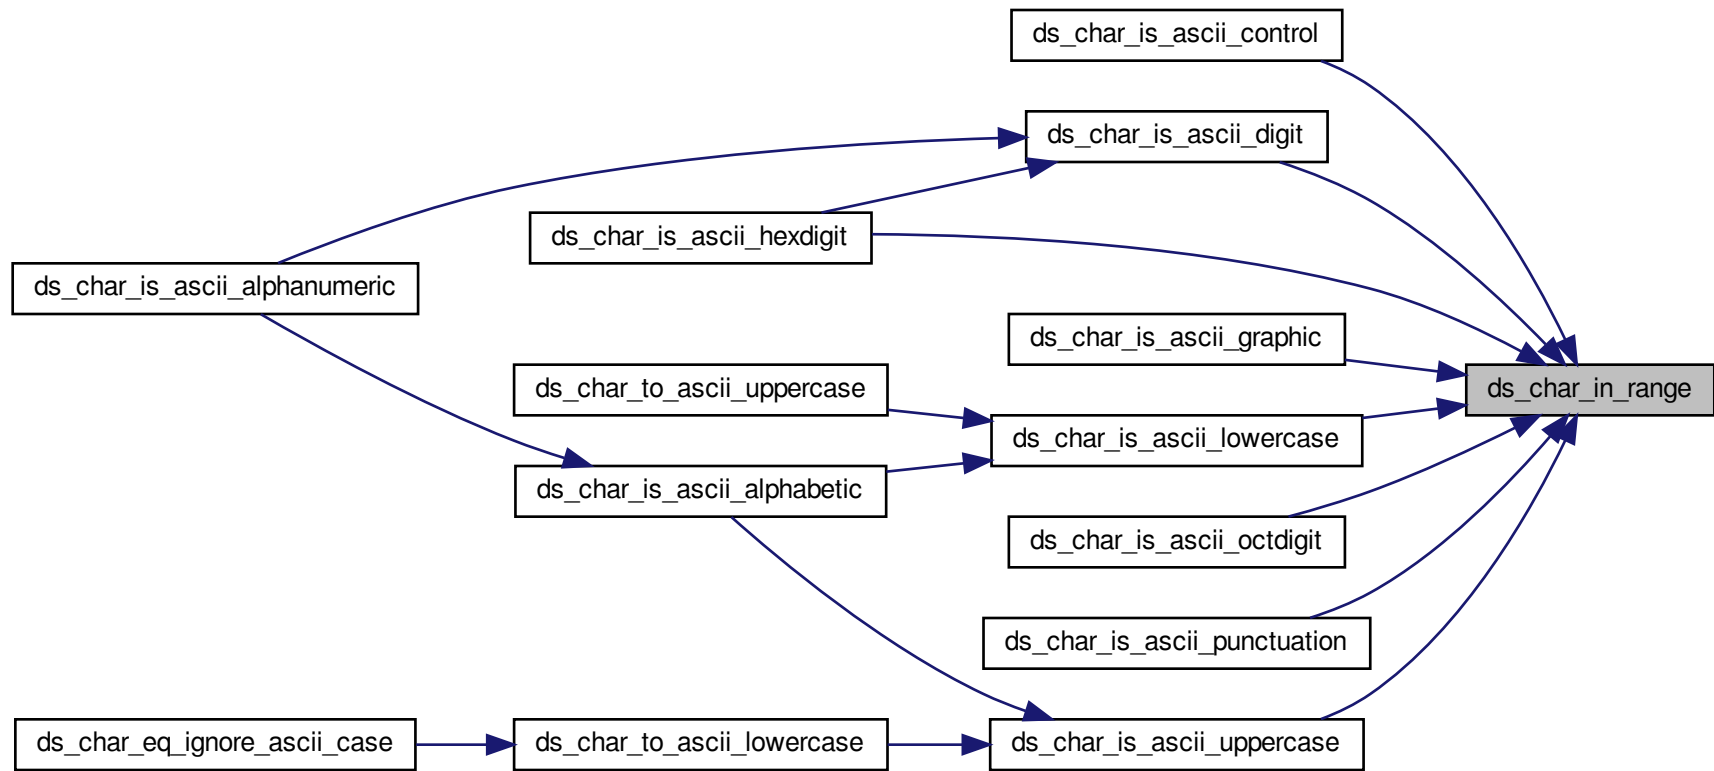 ds_char_is_ascii_control
ds_char_is_ascii_digit
ds_char_is_ascii_hexdigit
ds_char_is_ascii_alphanumeric
ds_char_is_ascii_graphic
ds_char_to_ascii_uppercase
ds_char_in_range
ds_char_is_ascii_lowercase
ds_char_is_ascii_alphabetic
ds_char_is_ascii_octdigit
ds_char_is_ascii_punctuation
ds_char_eq_ignore_ascii_case
ds_char_to_ascii_lowercase
ds_char_is_ascii_uppercase